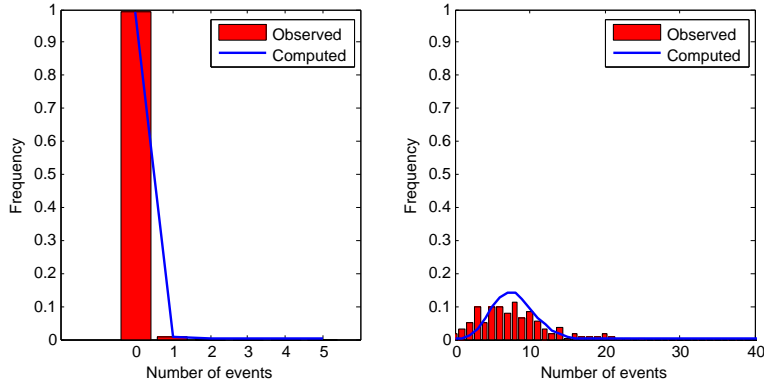 1
0.9
0.8
0.7
0.6
0.5
0.4
0.3
0.2
0.1
0
0 1 2 3 4 5
Frequency
Number of events
Observed
Computed
1
0.9
0.8
0.7
0.6
0.5
0.4
0.3
0.2
0.1
0
0 10 20 30 40
Frequency
Number of events
Observed
Computed